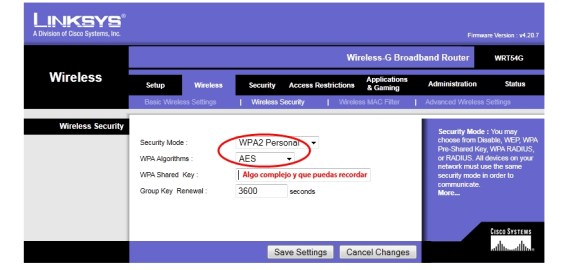 LINKSYS®
A Division of Cisco Systems, Inc.
Firmware Version : v4.20.7
Wireless-G Broadband Router WRT54G
Wireless
Setup Wireless Security Access Restrictions Applications & Gaming Administration Status
Basic Wireless Settings | Wireless Security | Wireless MAC Filter | Advanced Wireless Settings
Wireless Security
Security Mode : WPA2 Personal
WPA Algorithms : AES
WPA Shared Key : Algo complejo y que puedas recordar
Group Key Renewal : 3600 seconds
Security Mode : You may
choose from Disable, WEP, WPA
Pre-Shared Key, WPA RADIUS,
or RADIUS. All devices on your
network must use the same
security mode in order to
communicate.
More...
Save Settings Cancel Changes
CISCO SYSTEMS